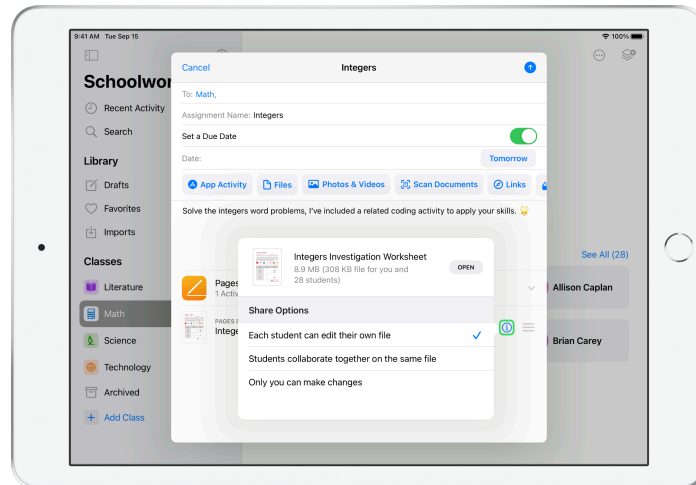 9:41 AM Tue Sep 15
100%
Schoolwor
Recent Activity
Search
Library
Drafts
Favorites
Imports
Classes
Literature
Math
Science
Technology
Archived
Add Class
Cancel
Integers
To: Math,
Assignment Name: Integers
Set a Due Date
Date:
Tomorrow
App Activity
Files
Photos & Videos
Scan Documents
Links
Solve the integers word problems, I've included a related coding activity to apply your skills.
Pages
1 Activ
PAGES D
Intege
Integers Investigation Worksheet
8.9 MB (308 KB file for you and
28 students)
OPEN
Share Options
Each student can edit their own file
Students collaborate together on the same file
Only you can make changes
See All (28)
Allison Caplan
Brian Carey